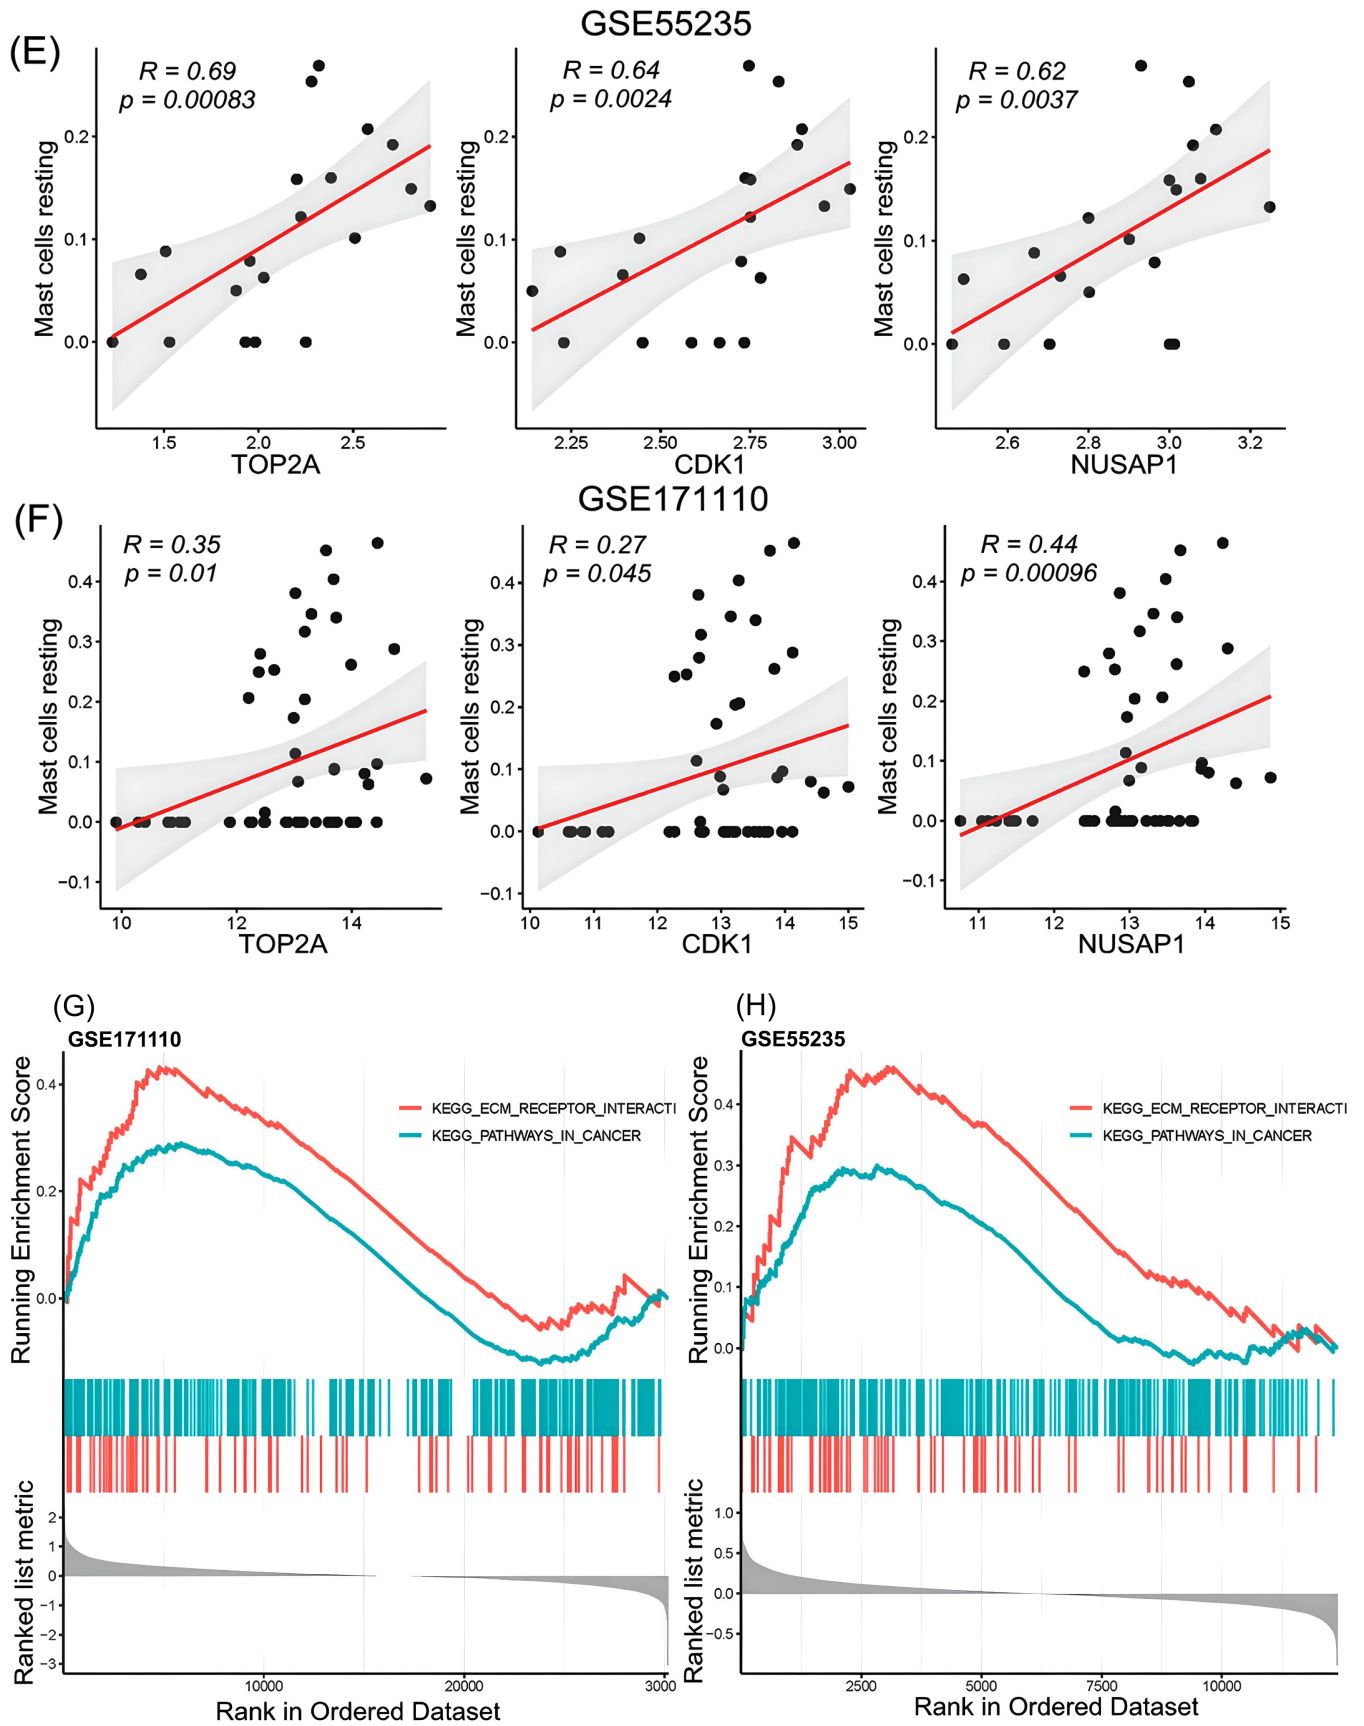 GSE55235
(E)
R = 0.69
p = 0.00083
Mast cells resting
0.2
0.1
0.0
1.5 2.0 2.5
TOP2A
R = 0.64
p = 0.0024
Mast cells resting
0.2
0.1
0.0
2.25 2.50 2.75 3.00
CDK1
R = 0.62
p = 0.0037
Mast cells resting
0.2
0.1
0.0
2.6 2.8 3.0 3.2
NUSAP1
GSE171110
(F)
R = 0.35
p = 0.01
Mast cells resting
0.4
0.3
0.2
0.1
0.0
−0.1
10 12 14
TOP2A
R = 0.27
p = 0.045
Mast cells resting
0.4
0.3
0.2
0.1
0.0
−0.1
10 11 12 13 14 15
CDK1
R = 0.44
p = 0.00096
Mast cells resting
0.4
0.3
0.2
0.1
0.0
−0.1
11 12 13 14 15
NUSAP1
(G)
GSE171110
Running Enrichment Score
0.4
0.2
0.0
KEGG_ECM_RECEPTOR_INTERACTI
KEGG_PATHWAYS_IN_CANCER
Ranked list metric
2
1
0
−1
−2
−3
10000 20000 3000
Rank in Ordered Dataset
(H)
GSE55235
Running Enrichment Score
0.4
0.3
0.2
0.1
0.0
KEGG_ECM_RECEPTOR_INTERACTI
KEGG_PATHWAYS_IN_CANCER
Ranked list metric
1.0
0.5
0.0
−0.5
2500 5000 7500 10000
Rank in Ordered Dataset